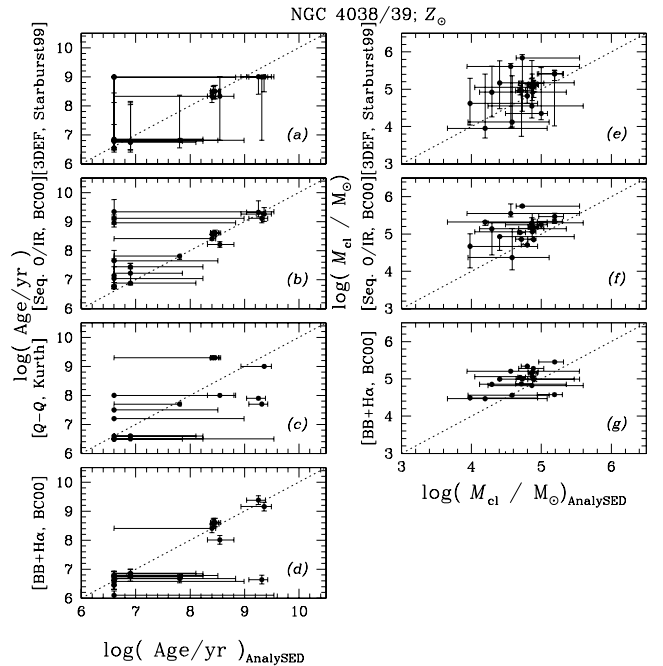 NGC 4038/39; Z⊙
log( Age/yr )
[3DEF, Starburst99]
10
9
8
7
6
(a)
[Seq. O/IR, BC00]
10
9
8
7
6
(b)
[Q−Q, Kurth]
10
9
8
7
6
(c)
[BB+Hα, BC00]
10
9
8
7
6
(d)
6 7 8 9 10
log( Age/yr )AnalySED
log( Mcl / M⊙)
[3DEF, Starburst99]
6
5
4
3
(e)
[Seq. O/IR, BC00]
6
5
4
3
(f)
[BB+Hα, BC00]
6
5
4
3
(g)
3 4 5 6
log( Mcl / M⊙)AnalySED